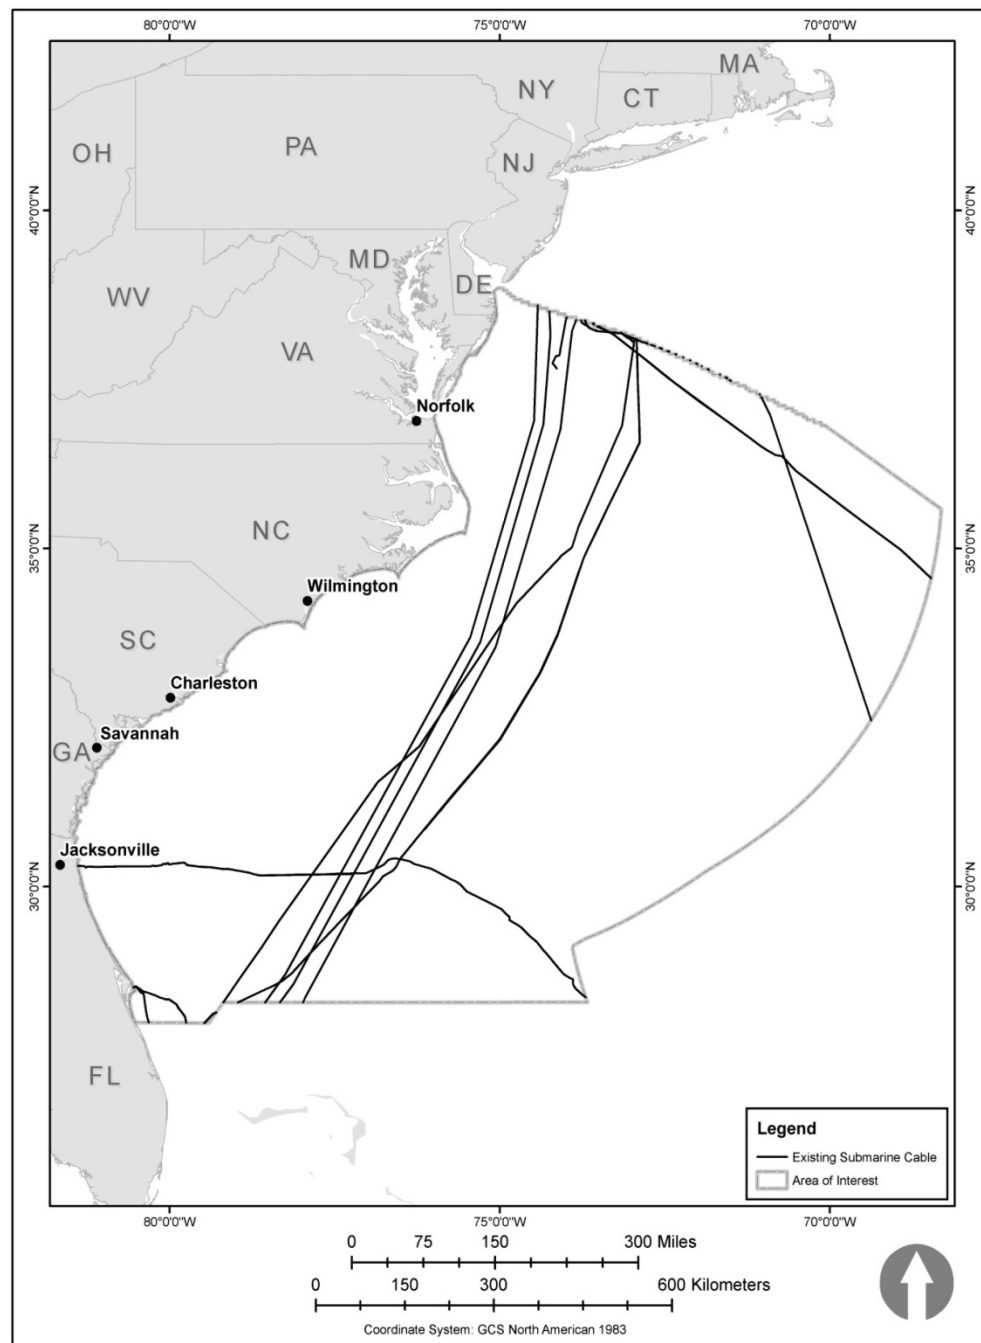 80°0'0"W 75°0'0"W 70°0'0"W
MA
NY
CT
PA
OH
NJ
40°0'0"N 40°0'0"N
MD
DE
WV
VA
Norfolk
NC
35°0'0"N 35°0'0"N
Wilmington
SC
Charleston
Savannah
GA
Jacksonville
30°0'0"N 30°0'0"N
FL
Legend
Existing Submarine Cable
Area of Interest
80°0'0"W 75°0'0"W 70°0'0"W
0 75 150 300 Miles
0 150 300 600 Kilometers
Coordinate System: GCS North American 1983